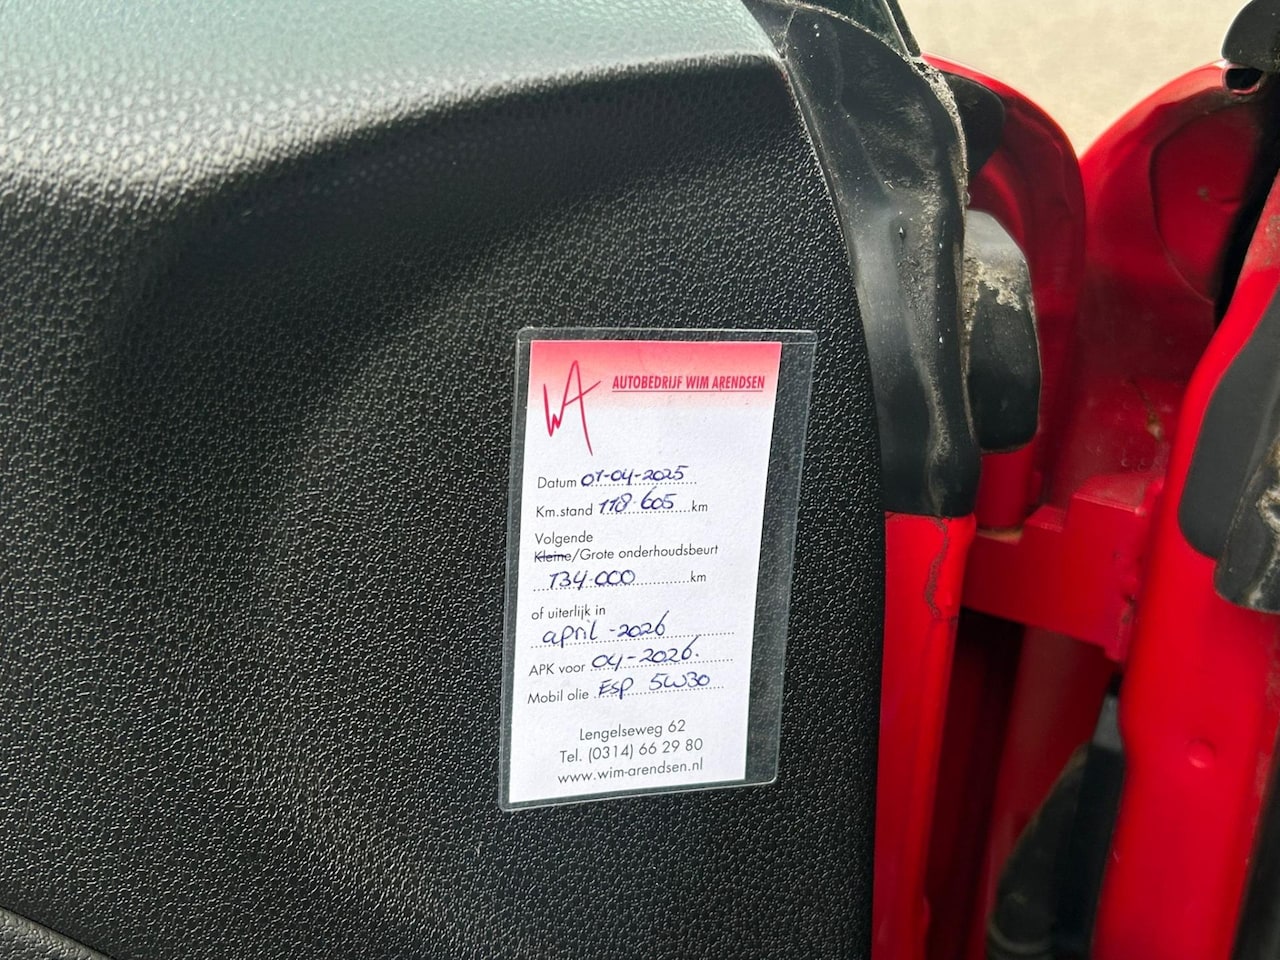 WA
AUTOBEDRIJF WIM ARENDSEN
Datum 01-04-2025
Km.stand 118.605 km
Volgende
Kleine/Grote onderhoudsbeurt
134.000 km
of uiterlijk in
april - 2026
APK voor 04-2026.
Mobil olie ESP 5W30
Lengelseweg 62
Tel. (0314) 66 29 80
www.wim-arendsen.nl